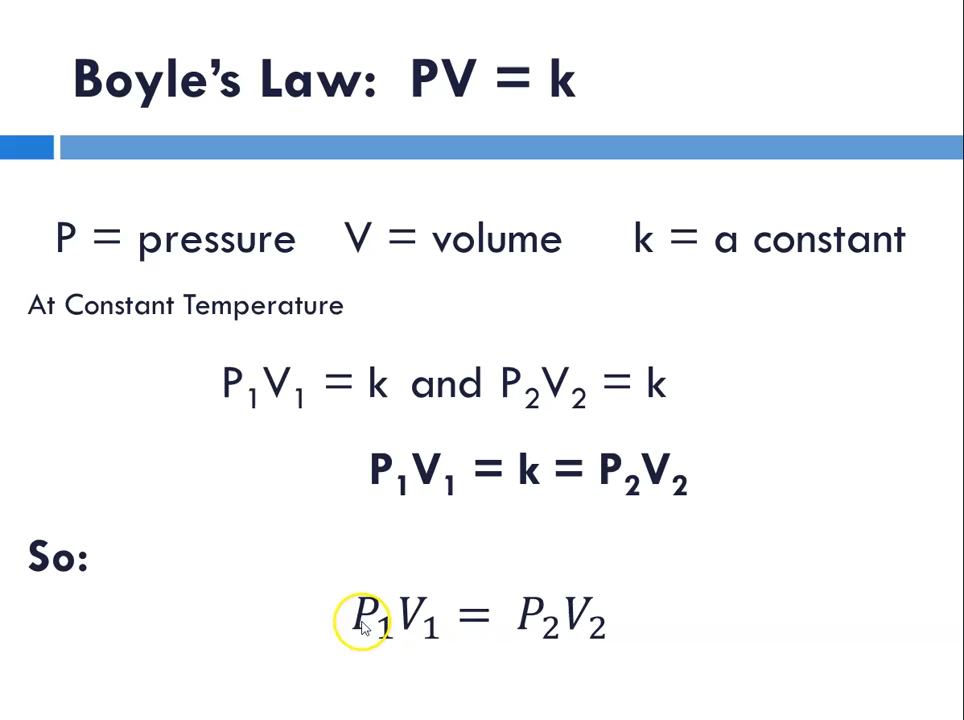 Boyle's Law: PV = k
P = pressure V = volume k = a constant
At Constant Temperature
P₁V₁ = k and P₂V₂ = k
P₁V₁ = k = P₂V₂
So:
P₁V₁ = P₂V₂